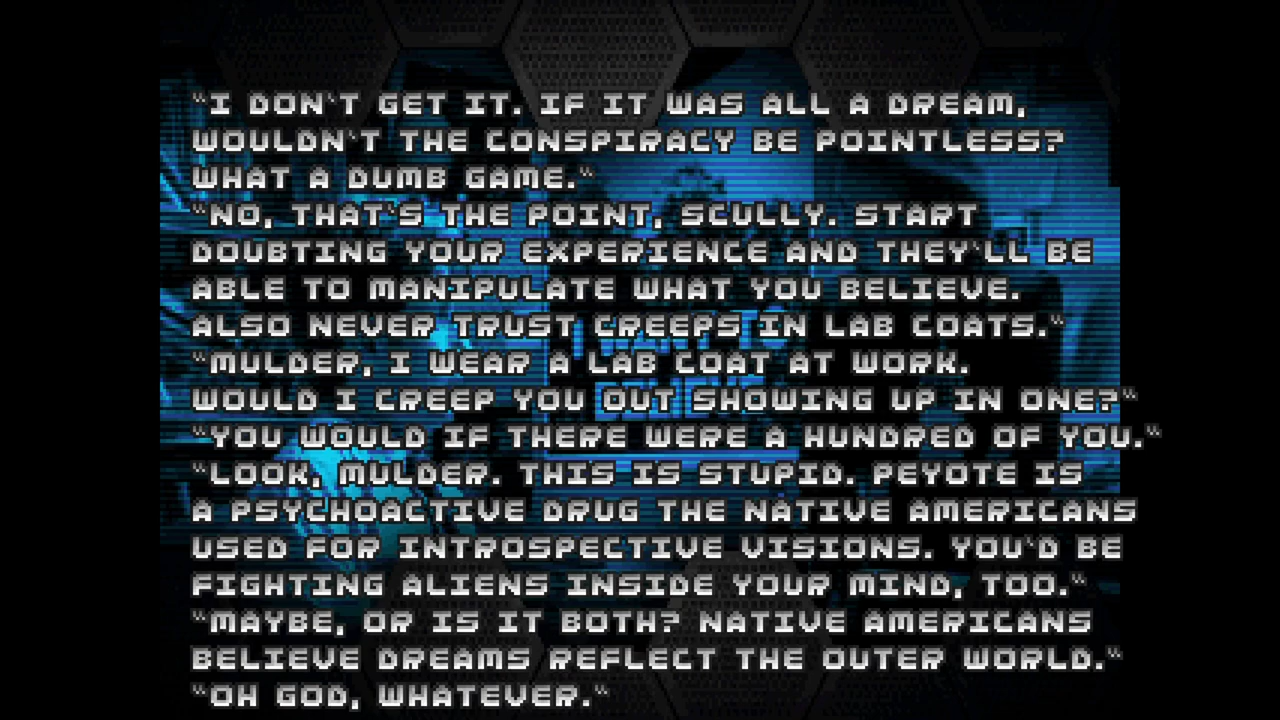 "I DON'T GET IT. IF IT WAS ALL A DREAM,
WOULDN'T THE CONSPIRACY BE POINTLESS?
WHAT A DUMB GAME."
"NO, THAT'S THE POINT, SCULLY. START
DOUBTING YOUR EXPERIENCE AND THEY'LL BE
ABLE TO MANIPULATE WHAT YOU BELIEVE.
ALSO NEVER TRUST CREEPS IN LAB COATS."
"MULDER, I WEAR A LAB COAT AT WORK.
WOULD I CREEP YOU OUT SHOWING UP IN ONE?"
"YOU WOULD IF THERE WERE A HUNDRED OF YOU."
"LOOK, MULDER. THIS IS STUPID. PEYOTE IS
A PSYCHOACTIVE DRUG THE NATIVE AMERICANS
USED FOR INTROSPECTIVE VISIONS. YOU'D BE
FIGHTING ALIENS INSIDE YOUR MIND, TOO."
"MAYBE, OR IS IT BOTH? NATIVE AMERICANS
BELIEVE DREAMS REFLECT THE OUTER WORLD."
"OH GOD, WHATEVER."